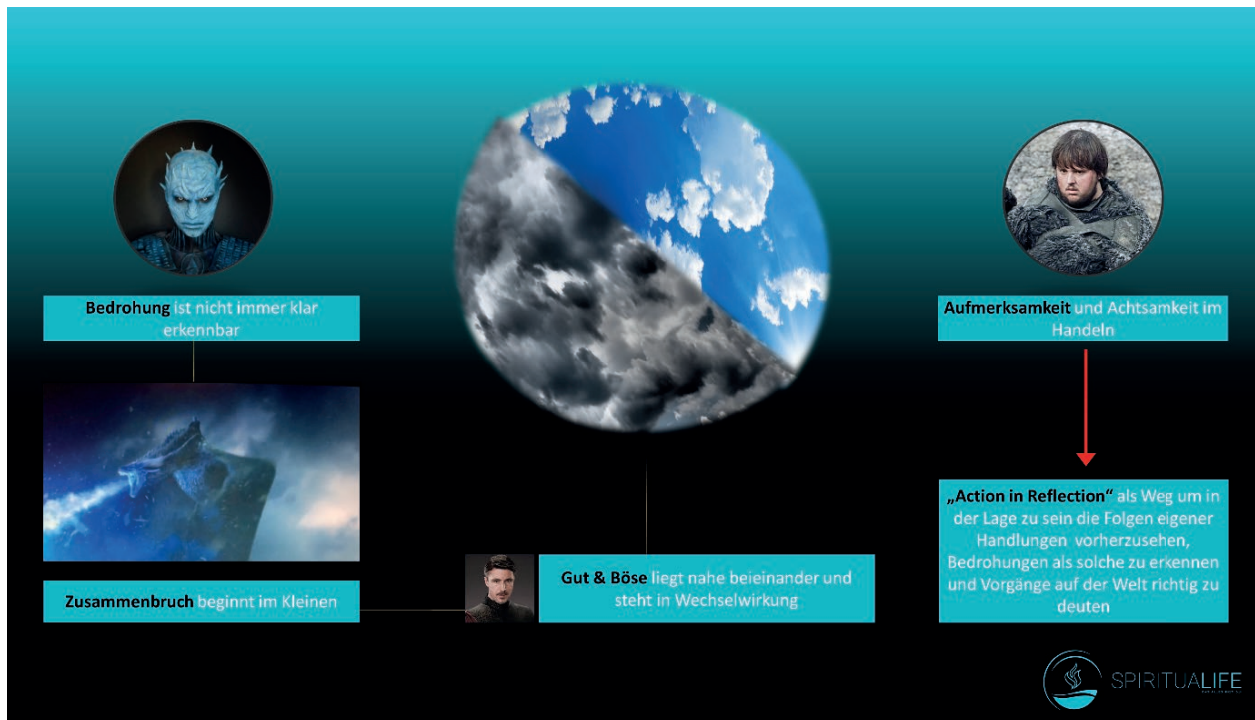 Bedrohung ist nicht immer klar
erkennbar
Zusammenbruch beginnt im Kleinen
Gut & Böse liegt nahe beieinander und
steht in Wechselwirkung
Aufmerksamkeit und Achtsamkeit im
Handeln
„Action in Reflection“ als Weg um in
der Lage zu sein die Folgen eigener
Handlungen vorherzusehen,
Bedrohungen als solche zu erkennen
und Vorgänge auf der Welt richtig zu
deuten
SPIRITUALIFE